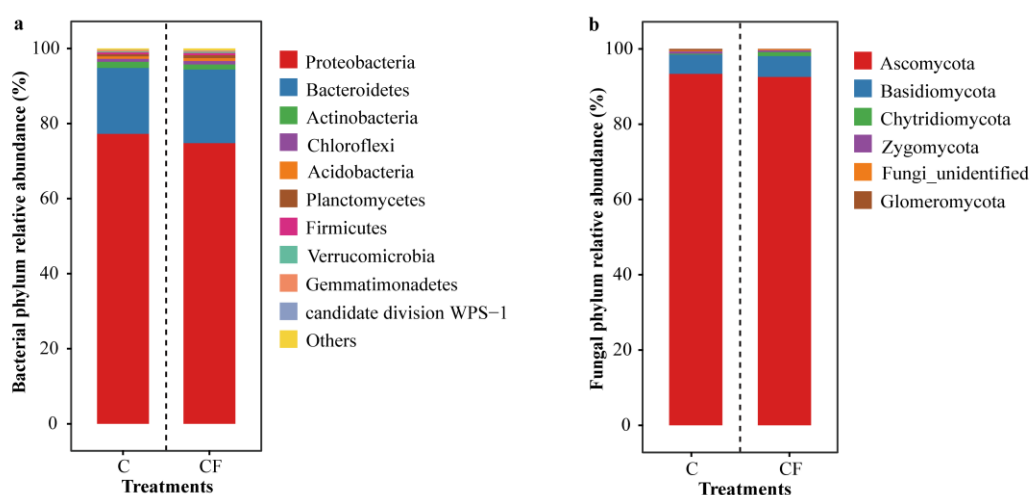 a
Bacterial phylum relative abundance (%)
100
80
60
40
20
0
C
CF
Treatments
Proteobacteria
Bacteroidetes
Actinobacteria
Chloroflexi
Acidobacteria
Planctomycetes
Firmicutes
Verrucomicrobia
Gemmatimonadetes
candidate division WPS−1
Others
b
Fungal phylum relative abundance (%)
100
80
60
40
20
0
C
CF
Treatments
Ascomycota
Basidiomycota
Chytridiomycota
Zygomycota
Fungi_unidentified
Glomeromycota